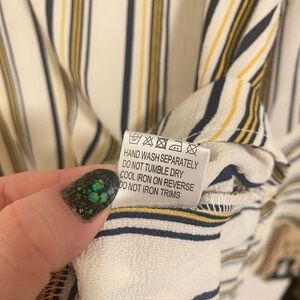 HAND WASH SEPARATELY
DO NOT TUMBLE DRY
COOL IRON ON REVERSE
DO NOT IRON TRIMS